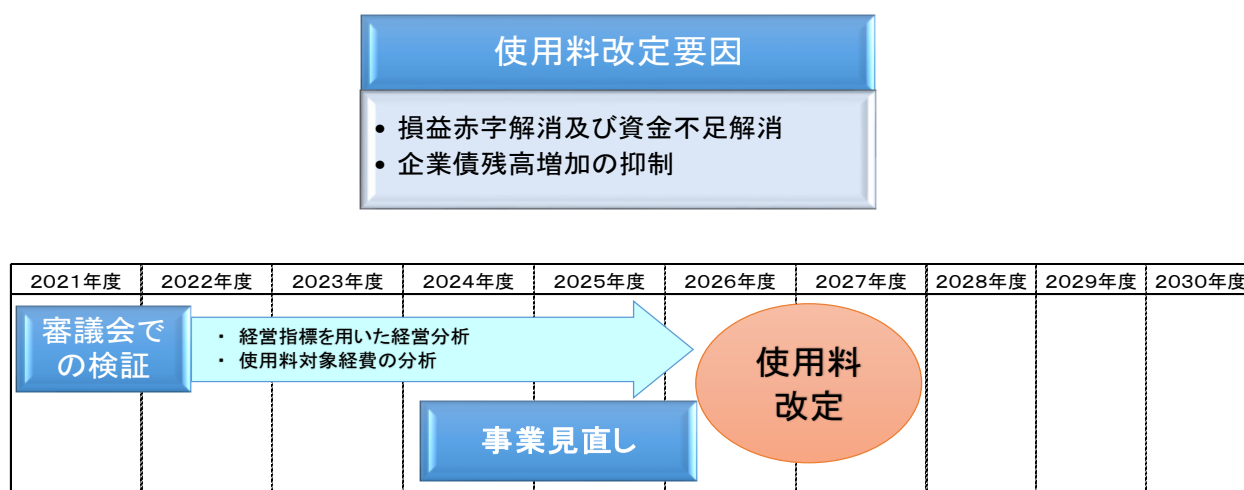 使用料改定要因
• 損益赤字解消及び資金不足解消
• 企業債残高増加の抑制
2021年度 2022年度 2023年度 2024年度 2025年度 2026年度 2027年度 2028年度 2029年度 2030年度
審議会で
の検証
・ 経営指標を用いた経営分析
・ 使用料対象経費の分析
使用料
改定
事業見直し